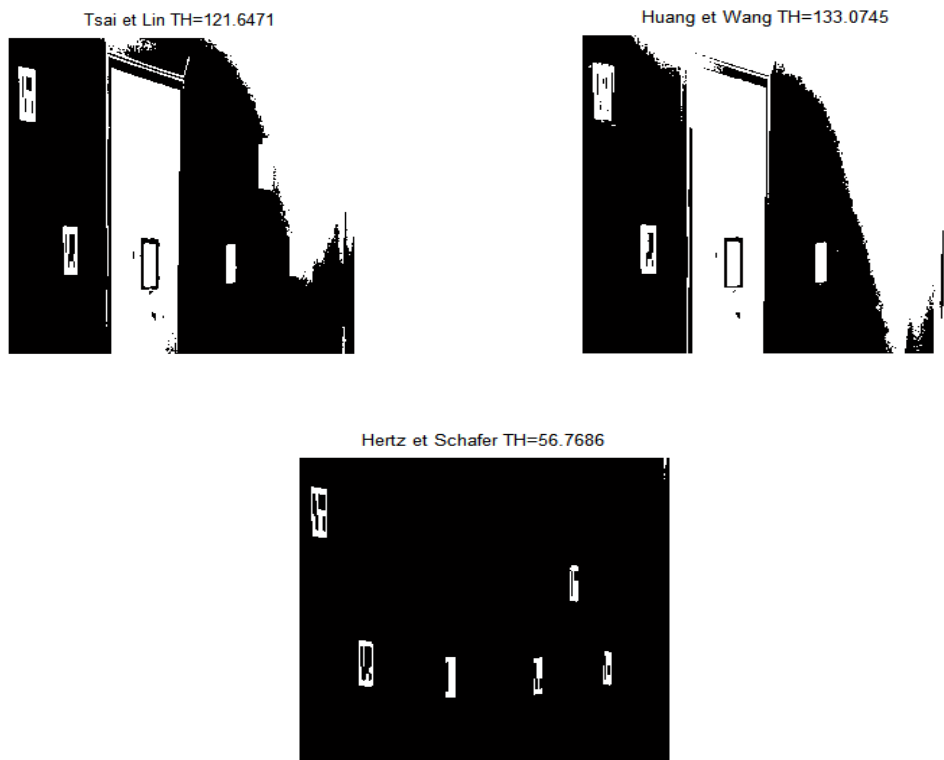 Tsai et Lin TH=121.6471
Huang et Wang TH=133.0745
Hertz et Schafer TH=56.7686